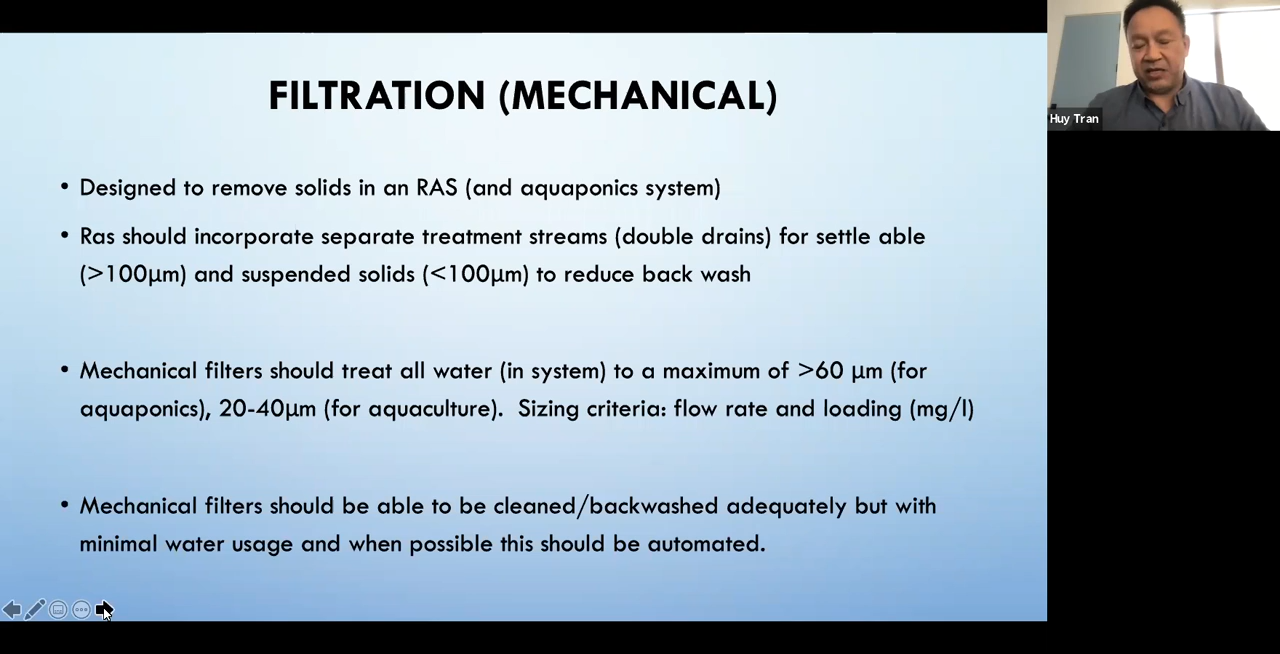 FILTRATION (MECHANICAL)
• Designed to remove solids in an RAS (and aquaponics system)
• Ras should incorporate separate treatment streams (double drains) for settle able
(>100µm) and suspended solids (<100µm) to reduce back wash
• Mechanical filters should treat all water (in system) to a maximum of >60 µm (for
aquaponics), 20-40µm (for aquaculture).  Sizing criteria: flow rate and loading (mg/l)
• Mechanical filters should be able to be cleaned/backwashed adequately but with
minimal water usage and when possible this should be automated.
Huy Tran